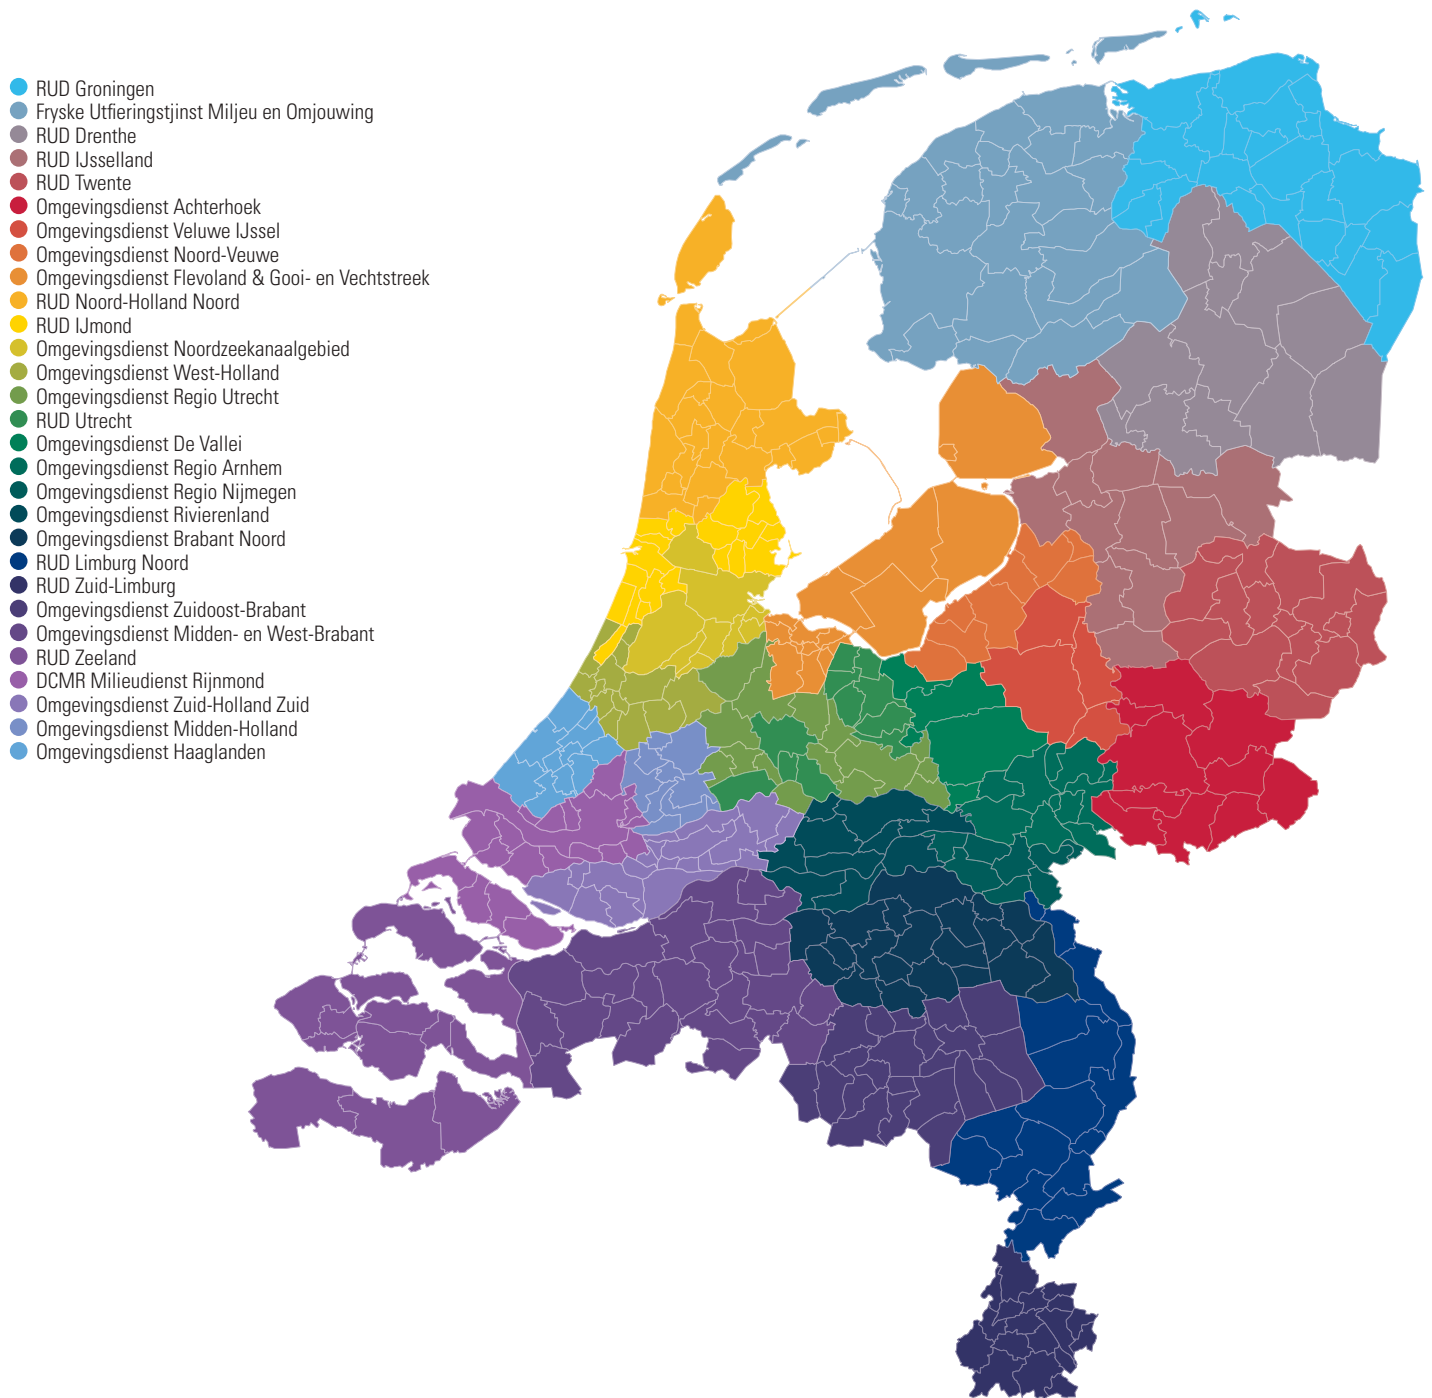 RUD Groningen
Fryske Utfieringstjinst Miljeu en Omjouwing
RUD Drenthe
RUD IJsselland
RUD Twente
Omgevingsdienst Achterhoek
Omgevingsdienst Veluwe IJssel
Omgevingsdienst Noord-Veuwe
Omgevingsdienst Flevoland & Gooi- en Vechtstreek
RUD Noord-Holland Noord
RUD IJmond
Omgevingsdienst Noordzeekanaalgebied
Omgevingsdienst West-Holland
Omgevingsdienst Regio Utrecht
RUD Utrecht
Omgevingsdienst De Vallei
Omgevingsdienst Regio Arnhem
Omgevingsdienst Regio Nijmegen
Omgevingsdienst Rivierenland
Omgevingsdienst Brabant Noord
RUD Limburg Noord
RUD Zuid-Limburg
Omgevingsdienst Zuidoost-Brabant
Omgevingsdienst Midden- en West-Brabant
RUD Zeeland
DCMR Milieudienst Rijnmond
Omgevingsdienst Zuid-Holland Zuid
Omgevingsdienst Midden-Holland
Omgevingsdienst Haaglanden